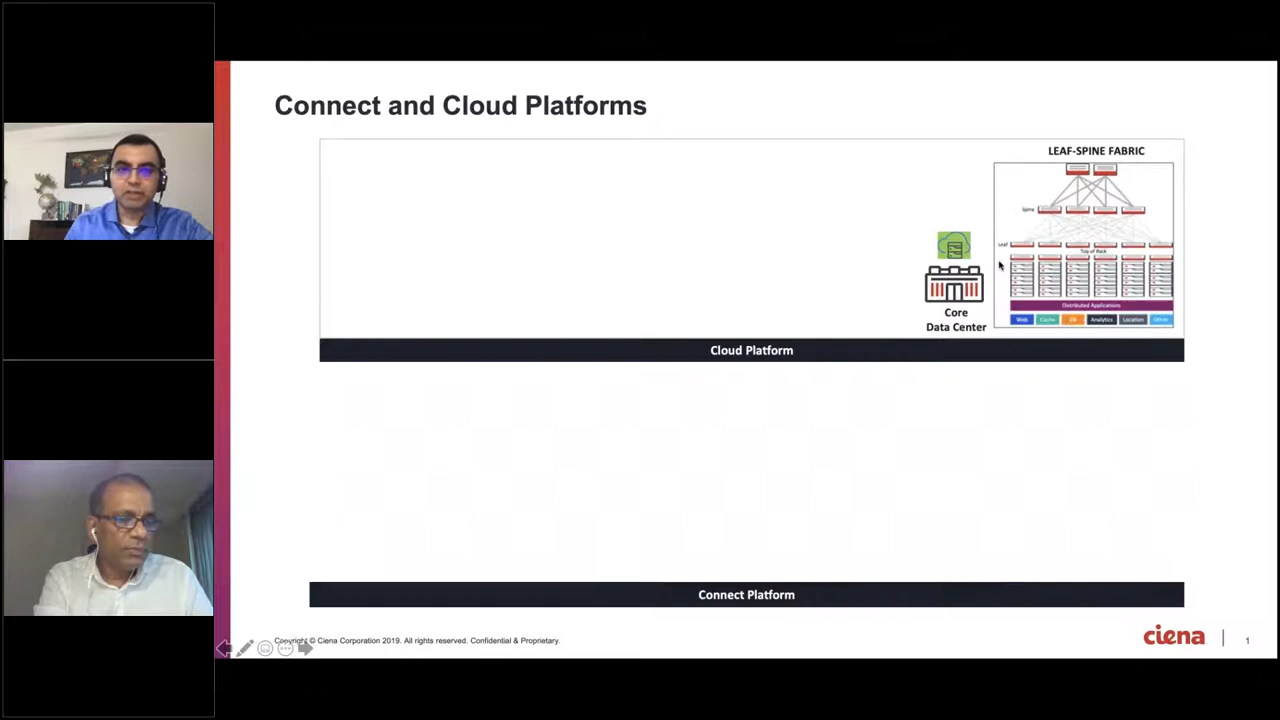 Connect and Cloud Platforms
LEAF-SPINE FABRIC
Spine
Leaf
Top of Rack
Core
Data Center
Distributed Applications
Web Cache DB Analytics Location Other
Cloud Platform
Connect Platform
Copyright © Ciena Corporation 2019. All rights reserved. Confidential & Proprietary.
ciena
1